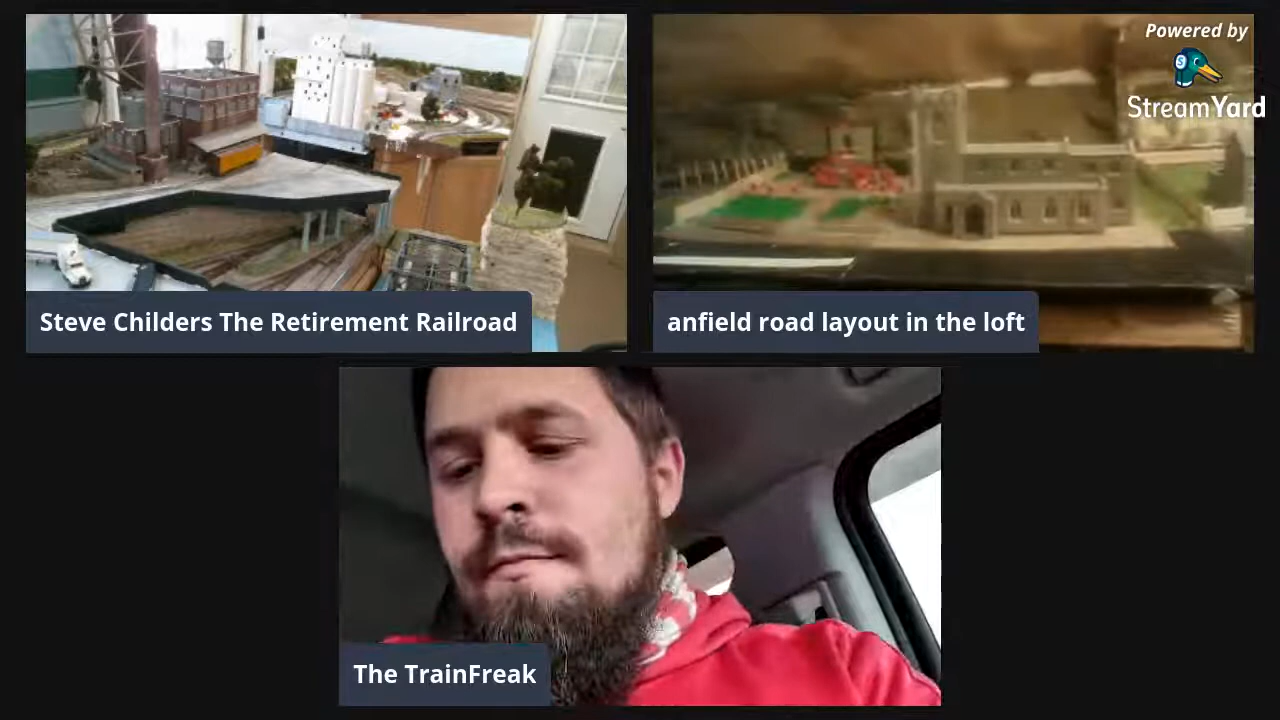 Powered by
StreamYard
Steve Childers The Retirement Railroad
anfield road layout in the loft
The TrainFreak